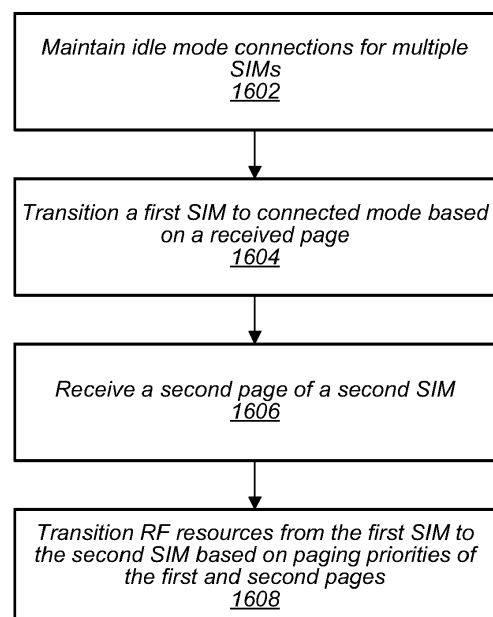 Maintain idle mode connections for multiple
SIMs
1602
Transition a first SIM to connected mode based
on a received page
1604
Receive a second page of a second SIM
1606
Transition RF resources from the first SIM to
the second SIM based on paging priorities of
the first and second pages
1608